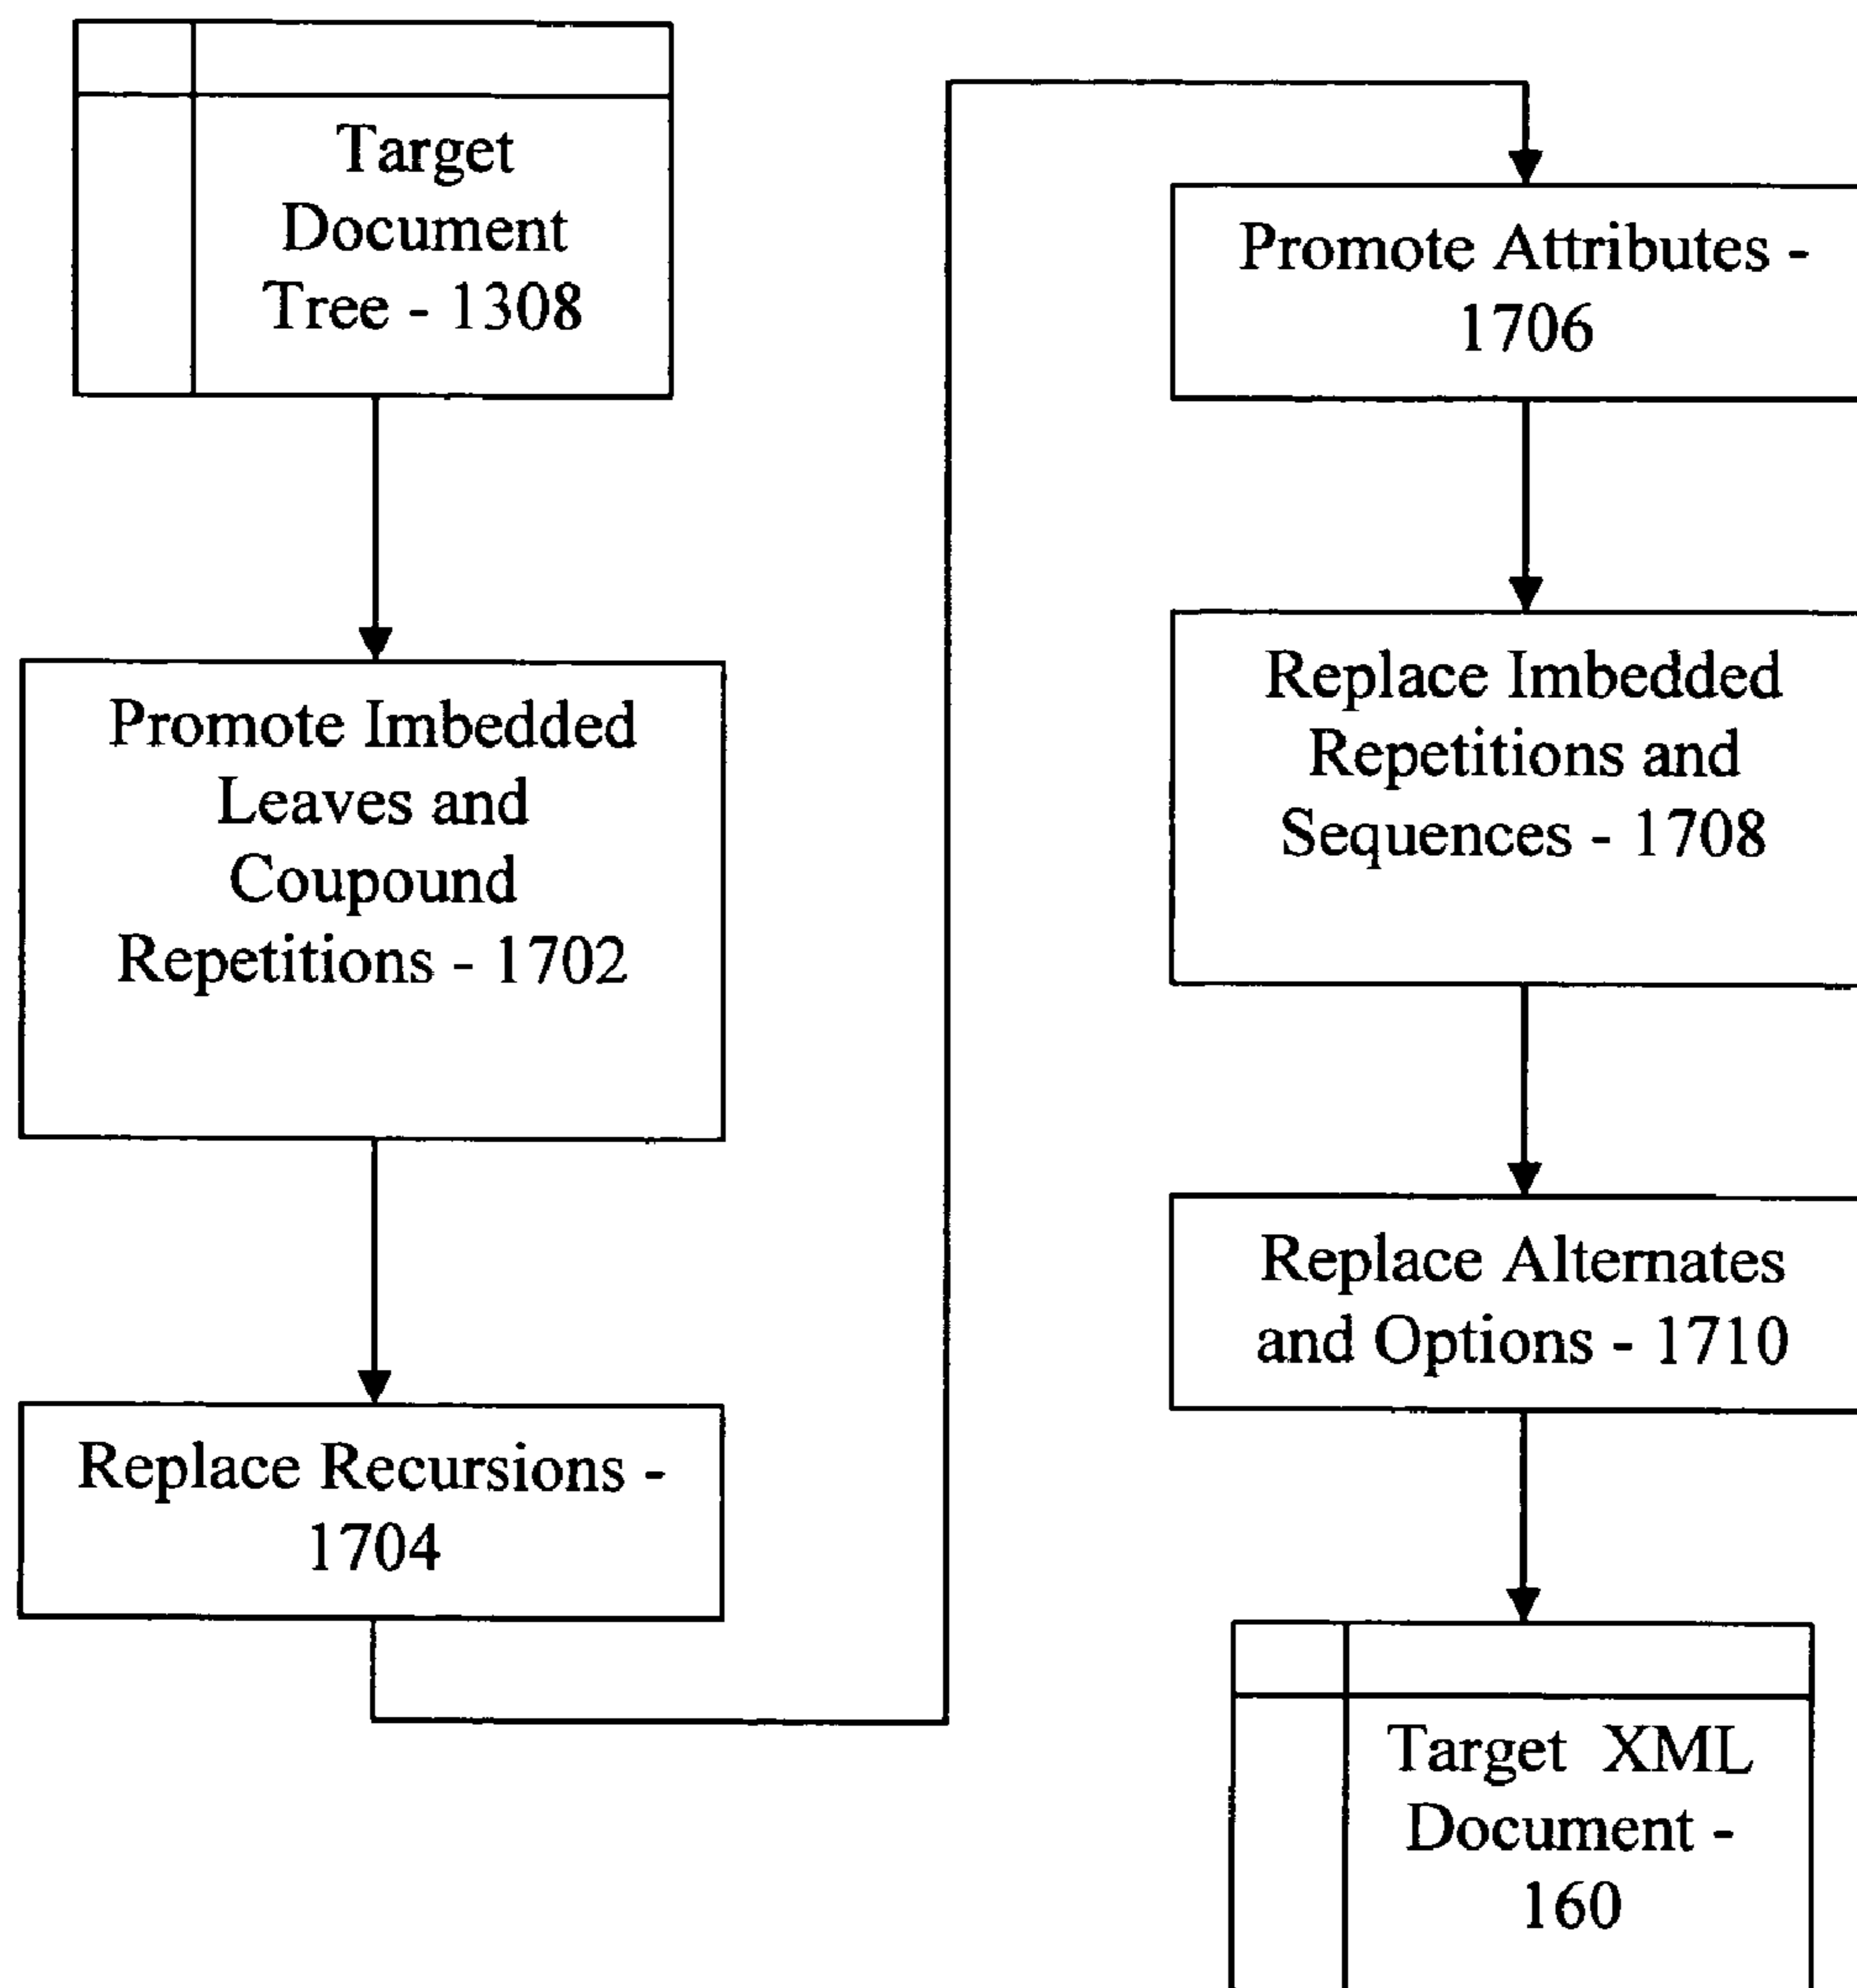 Target
Document
Tree - 1308
Promote Imbedded
Leaves and
Coupound
Repetitions - 1702
Replace Recursions -
1704
Promote Attributes -
1706
Replace Imbedded
Repetitions and
Sequences - 1708
Replace Alternates
and Options - 1710
Target XML
Document -
160